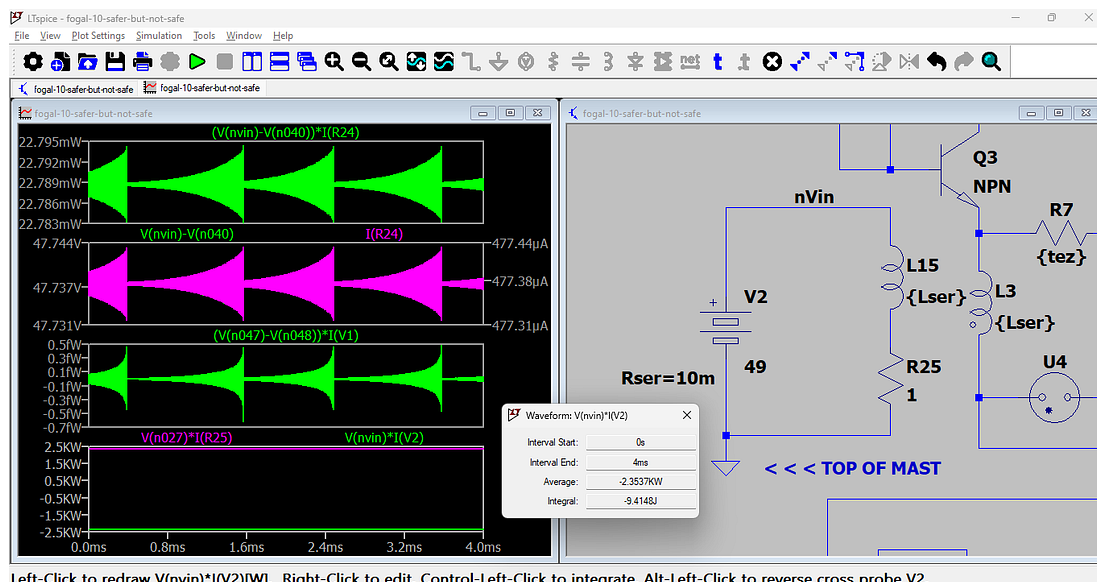 LTspice - fogal-10-safer-but-not-safe
File View Plot Settings Simulation Tools Window Help
net t t
fogal-10-safer-but-not-safe fogal-10-safer-but-not-safe
fogal-10-safer-but-not-safe
(V(nvin)-V(n040))*I(R24)
22.795mW
22.792mW
22.789mW
22.786mW
22.783mW
V(nvin)-V(n040) I(R24)
47.744V 477.44µA
47.737V 477.38µA
47.731V 477.31µA
(V(n047)-V(n048))*I(V1)
0.5fW
0.3fW
0.1fW
-0.1fW
-0.3fW
-0.5fW
-0.7fW
V(n027)*I(R25) V(nvin)*I(V2)
2.5KW
1.5KW
0.5KW
-0.5KW
-1.5KW
-2.5KW
0.0ms 0.8ms 1.6ms 2.4ms 3.2ms 4.0ms
Waveform: V(nvin)*I(V2)
Interval Start: 0s
Interval End: 4ms
Average: -2.3537KW
Integral: -9.4148J
fogal-10-safer-but-not-safe
Q3
NPN
nVin
R7
{tez}
L15
{Lser}
L3
{Lser}
+ V2
49
Rser=10m
R25
1
U4
< < < TOP OF MAST
Left-Click to redraw V(nvin)*I(V2)[W]. Right-Click to edit. Control-Left-Click to integrate. Alt-Left-Click to reverse cross probe V2.